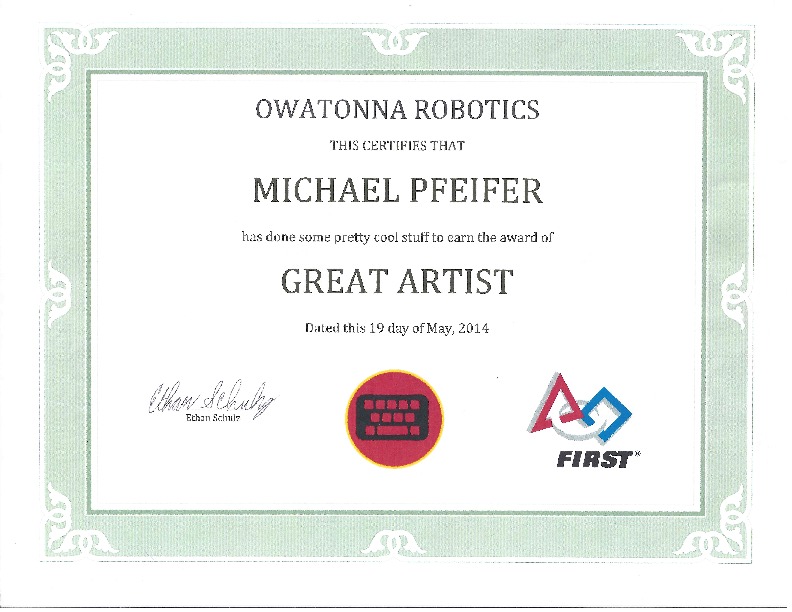 OWATONNA ROBOTICS
THIS CERTIFIES THAT
MICHAEL PFEIFER
has done some pretty cool stuff to earn the award of
GREAT ARTIST
Dated this 19 day of May, 2014
Ethan Schulz
Ethan Schulz
FIRST®